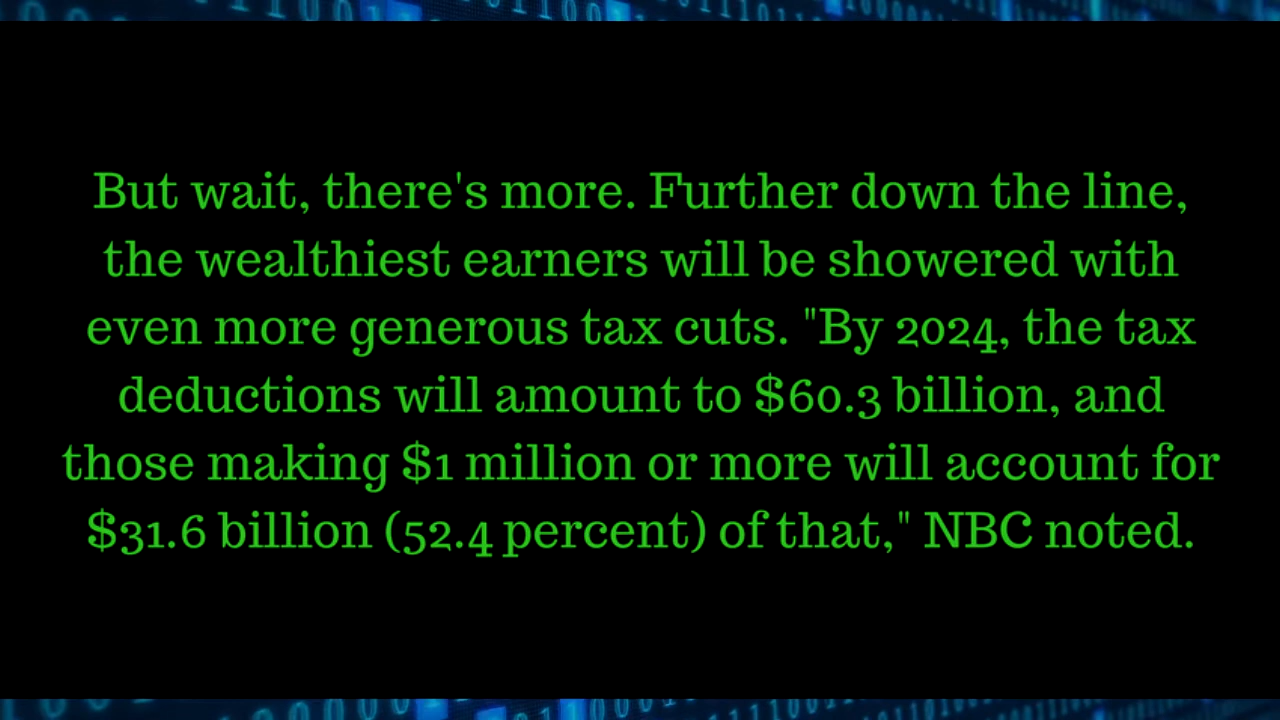 But wait, there's more. Further down the line,
the wealthiest earners will be showered with
even more generous tax cuts. "By 2024, the tax
deductions will amount to $60.3 billion, and
those making $1 million or more will account for
$31.6 billion (52.4 percent) of that," NBC noted.